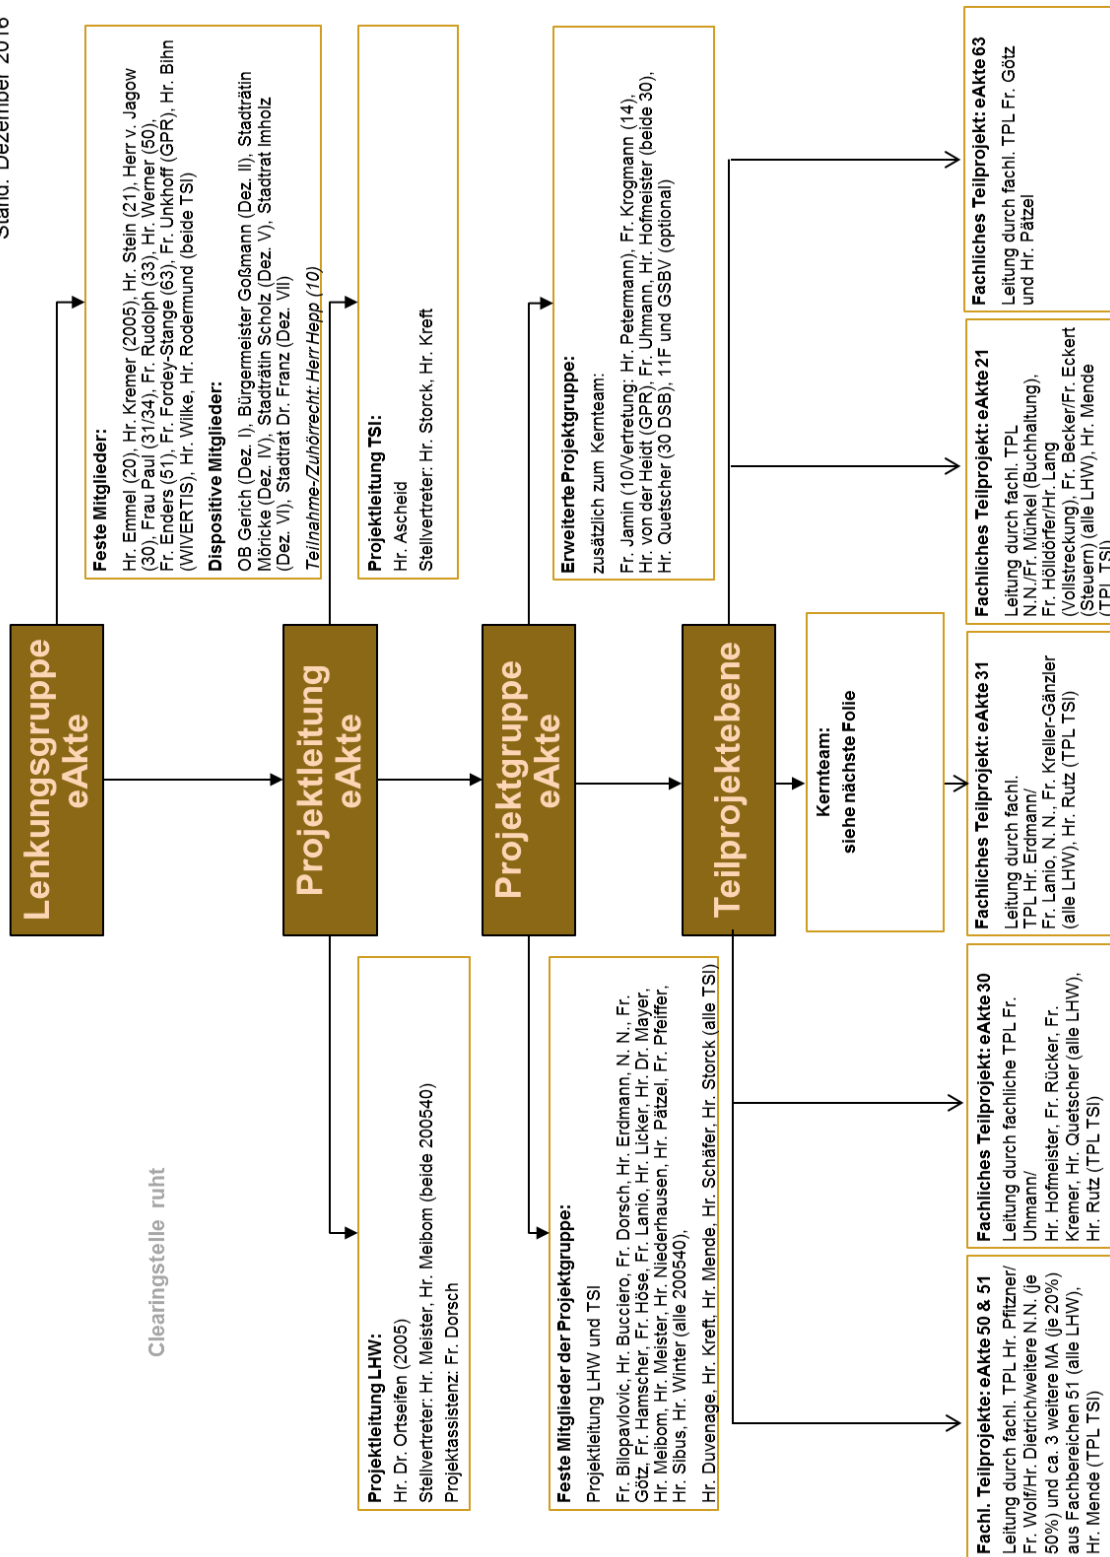 Stand: Dezember 2016
Clearingstelle ruht
Lenkungsgruppe
eAkte
Feste Mitglieder:
Hr. Emmel (20), Hr. Kremer (2005), Hr. Stein (21), Herr v. Jagow
(30), Frau Paul (31/34), Fr. Rudolph (33), Hr. Werner (50),
Fr. Enders (51), Fr. Fordey-Stange (63), Fr. Unkhoff (GPR), Hr. Bihn
(WIVERTIS), Hr. Wilke, Hr. Rodermund (beide TSI)
Dispositive Mitglieder:
OB Gerich (Dez. I), Bürgermeister Goßmann (Dez. II), Stadträtin
Möricke (Dez. IV), Stadträtin Scholz (Dez. V), Stadtrat Imholz
(Dez. VI), Stadtrat Dr. Franz (Dez. VII)
Teilnahme-/Zuhörrecht: Herr Hepp (10)
Projektleitung
eAkte
Projektleitung LHW:
Hr. Dr. Ortseifen (2005)
Stellvertreter: Hr. Meister, Hr. Meibom (beide 200540)
Projektassistenz: Fr. Dorsch
Projektleitung TSI:
Hr. Ascheid
Stellvertreter: Hr. Storck, Hr. Kreft
Projektgruppe
eAkte
Feste Mitglieder der Projektgruppe:
Projektleitung LHW und TSI
Fr. Bilopavlovic, Hr. Bucciero, Fr. Dorsch, Hr. Erdmann, N. N., Fr.
Götz, Fr. Hamscher, Fr. Höse, Fr. Lanio, Hr. Licker, Hr. Dr. Mayer,
Hr. Meibom, Hr. Meister, Hr. Niederhausen, Hr. Pätzel, Fr. Pfeiffer,
Hr. Sibus, Hr. Winter (alle 200540),
Hr. Duvenage, Hr. Kreft, Hr. Mende, Hr. Schäfer, Hr. Storck (alle TSI)
Erweiterte Projektgruppe:
zusätzlich zum Kernteam:
Fr. Jamin (10/Vertretung: Hr. Petermann), Fr. Krogmann (14),
Hr. von der Heidt (GPR), Fr. Uhmann, Hr. Hofmeister (beide 30),
Hr. Quetscher (30 DSB), 11F und GSBV (optional)
Teilprojektebene
Kernteam:
siehe nächste Folie
Fachl. Teilprojekte: eAkte 50 & 51
Leitung durch fachl. TPL Hr. Pfitzner/
Fr. Wolf/Hr. Dietrich/weitere N.N. (je
50%) und ca. 3 weitere MA (je 20%)
aus Fachbereichen 51 (alle LHW),
Hr. Mende (TPL TSI)
Fachliches Teilprojekt: eAkte 30
Leitung durch fachliche TPL Fr.
Uhmann/
Hr. Hofmeister, Fr. Rücker, Fr.
Kremer, Hr. Quetscher (alle LHW),
Hr. Rutz (TPL TSI)
Fachliches Teilprojekt: eAkte 31
Leitung durch fachl.
TPL Hr. Erdmann/
Fr. Lanio, N. N., Fr. Kreller-Gänzler
(alle LHW), Hr. Rutz (TPL TSI)
Fachliches Teilprojekt: eAkte 21
Leitung durch fachl. TPL
N.N./Fr. Münkel (Buchhaltung),
Fr. Hölldörfer/Hr. Lang
(Vollstreckung), Fr. Becker/Fr. Eckert
(Steuern) (alle LHW), Hr. Mende
(TPL TSI)
Fachliches Teilprojekt: eAkte 63
Leitung durch fachl. TPL Fr. Götz
und Hr. Pätzel